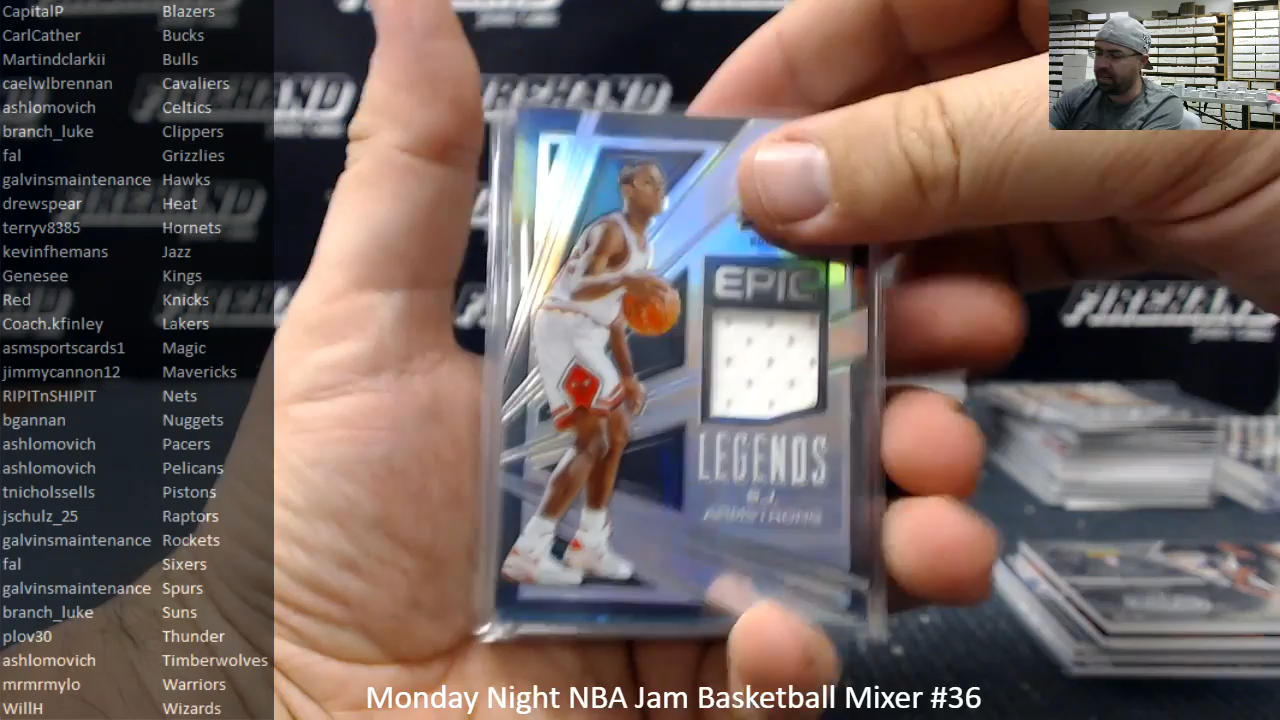 CapitalP Blazers
CarlCather Bucks
Martindclarkii Bulls
caelwlbrennan Cavaliers
ashlomovich Celtics
branch_luke Clippers
fal Grizzlies
galvinsmaintenance Hawks
drewspear Heat
terryv8385 Hornets
kevinfhemans Jazz
Genesee Kings
Red Knicks
Coach.kfinley Lakers
asmsportscards1 Magic
jimmycannon12 Mavericks
RIPITnSHIPIT Nets
bgannan Nuggets
ashlomovich Pacers
ashlomovich Pelicans
tnicholssells Pistons
jschulz_25 Raptors
galvinsmaintenance Rockets
fal Sixers
galvinsmaintenance Spurs
branch_luke Suns
plov30 Thunder
ashlomovich Timberwolves
mrmrmylo Warriors
WillH Wizards
EPIC
LEGENDS
B.J.
ARMSTRONG
FIREHAND
Monday Night NBA Jam Basketball Mixer #36